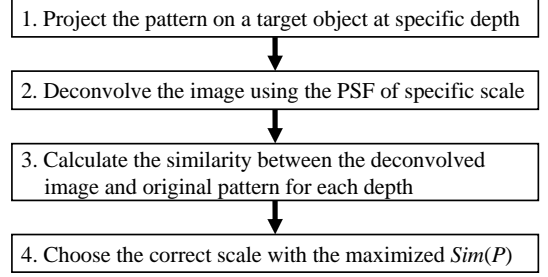 1. Project the pattern on a target object at specific depth
2. Deconvolve the image using the PSF of specific scale
3. Calculate the similarity between the deconvolved
image and original pattern for each depth
4. Choose the correct scale with the maximized Sim(P)